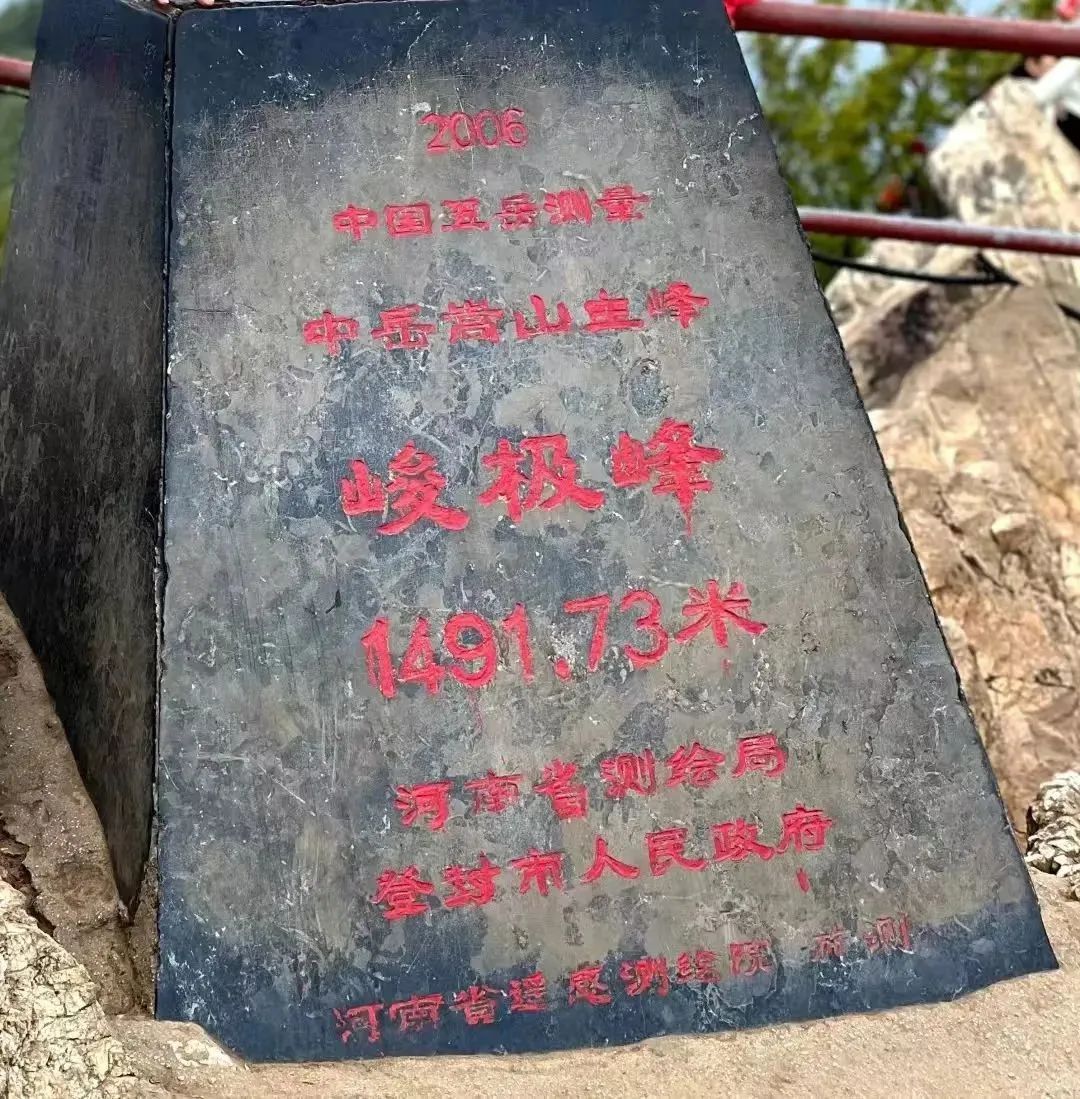 2006
中国五岳测量
中岳嵩山主峰
峻极峰
1491.73米
河南省测绘局
登封市人民政府
河南省遥感测绘院 施测